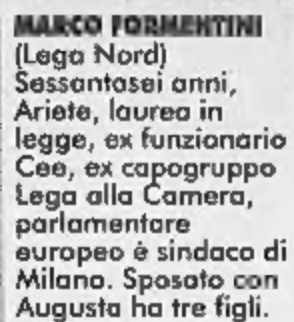 MARCO FORMENTINI
(Lega Nord)
Sessantasei anni,
Ariete, laurea in
legge, ex funzionario
Cee, ex capogruppo
Lega alla Camera,
parlamentare
europeo è sindaco di
Milano. Sposato con
Augusta ha tre figli.